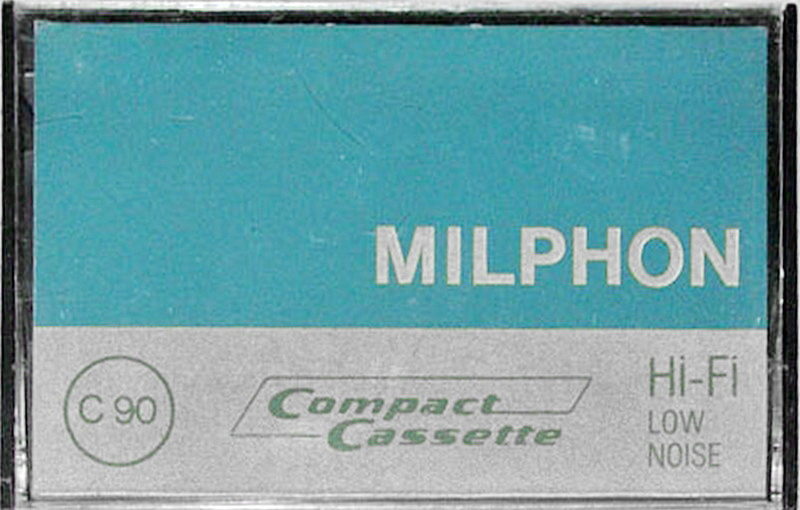 MILPHON
C 90
Compact
Cassette
Hi-Fi
LOW
NOISE